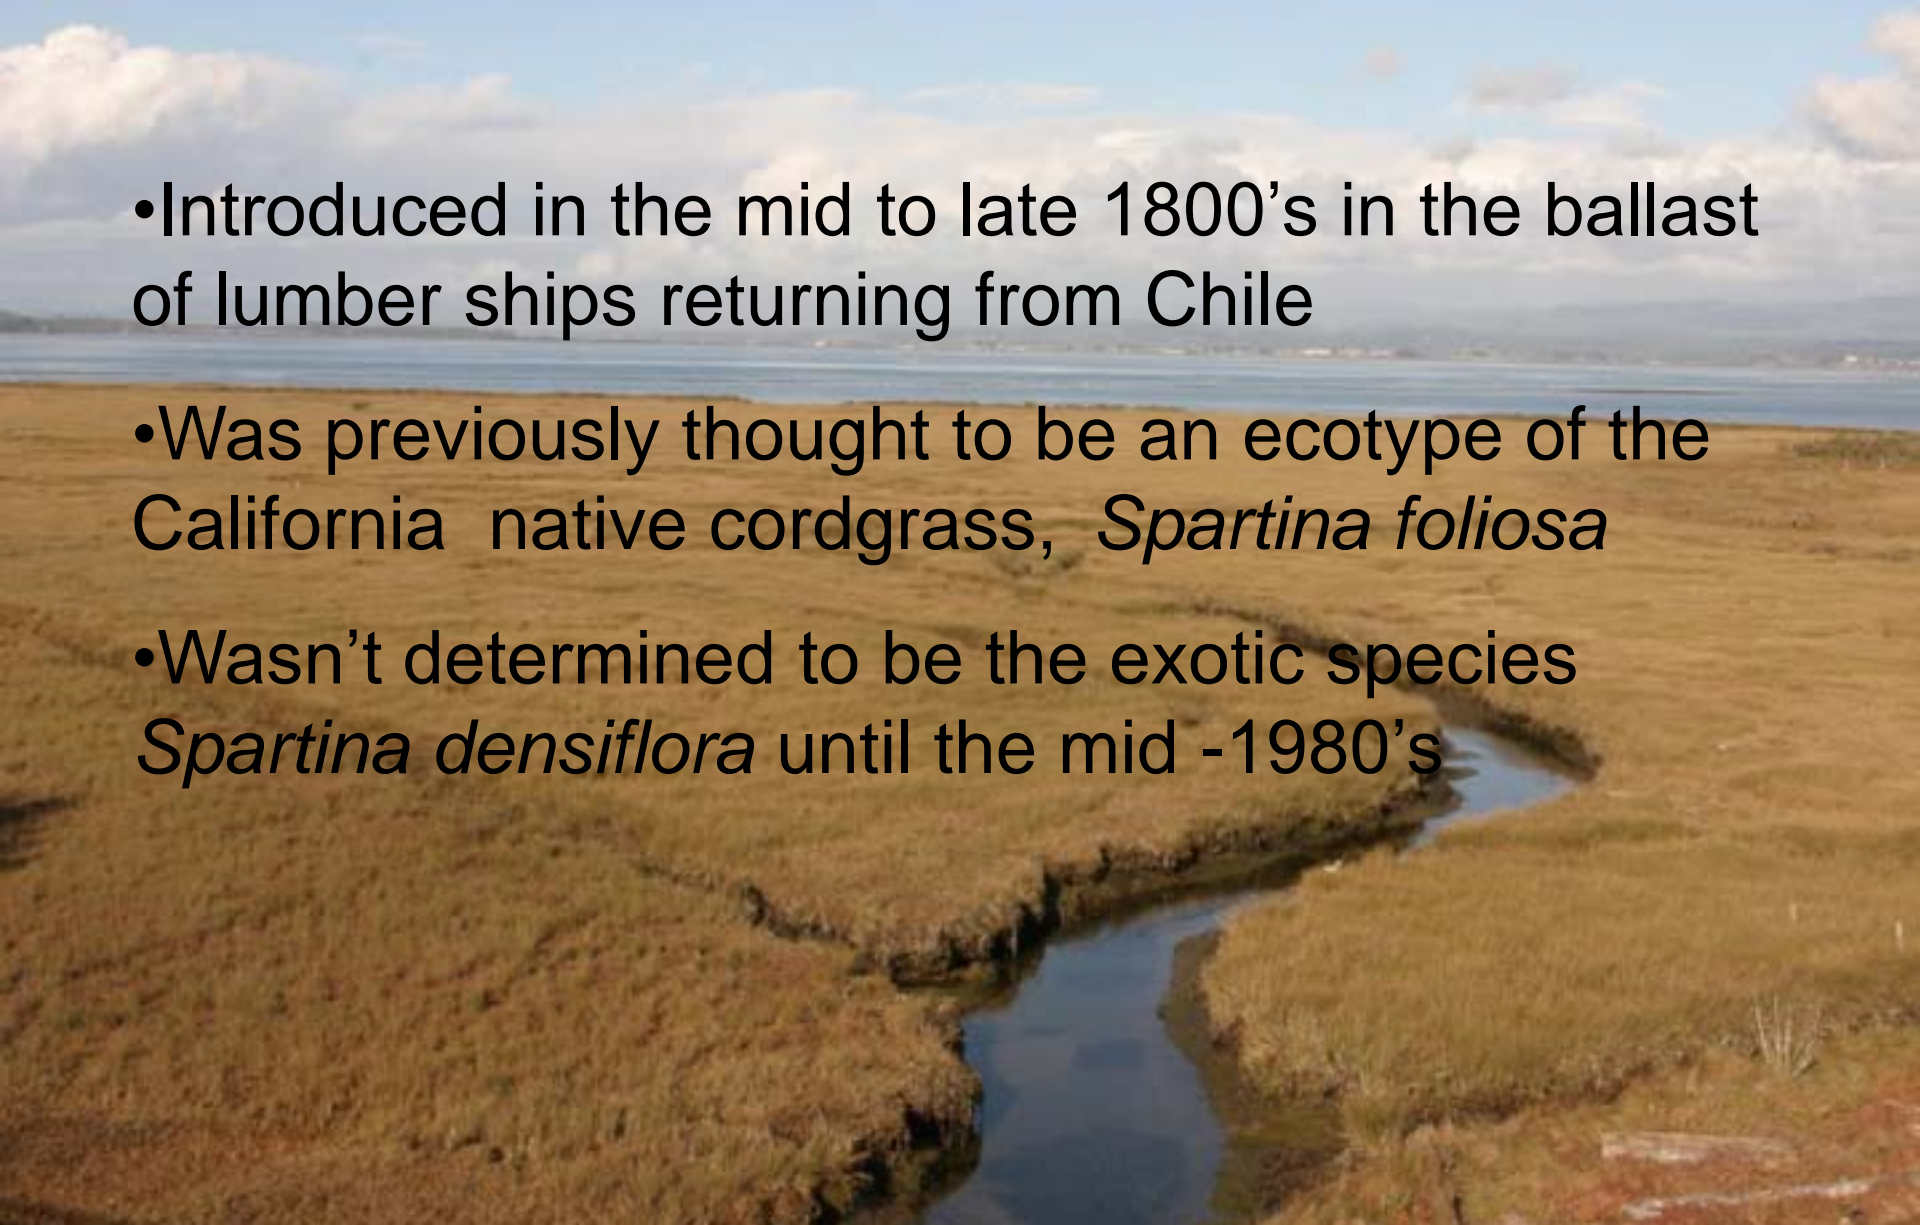 •Introduced in the mid to late 1800’s in the ballast
of lumber ships returning from Chile
•Was previously thought to be an ecotype of the
California  native cordgrass,  Spartina foliosa
•Wasn’t determined to be the exotic species
Spartina densiflora until the mid -1980’s